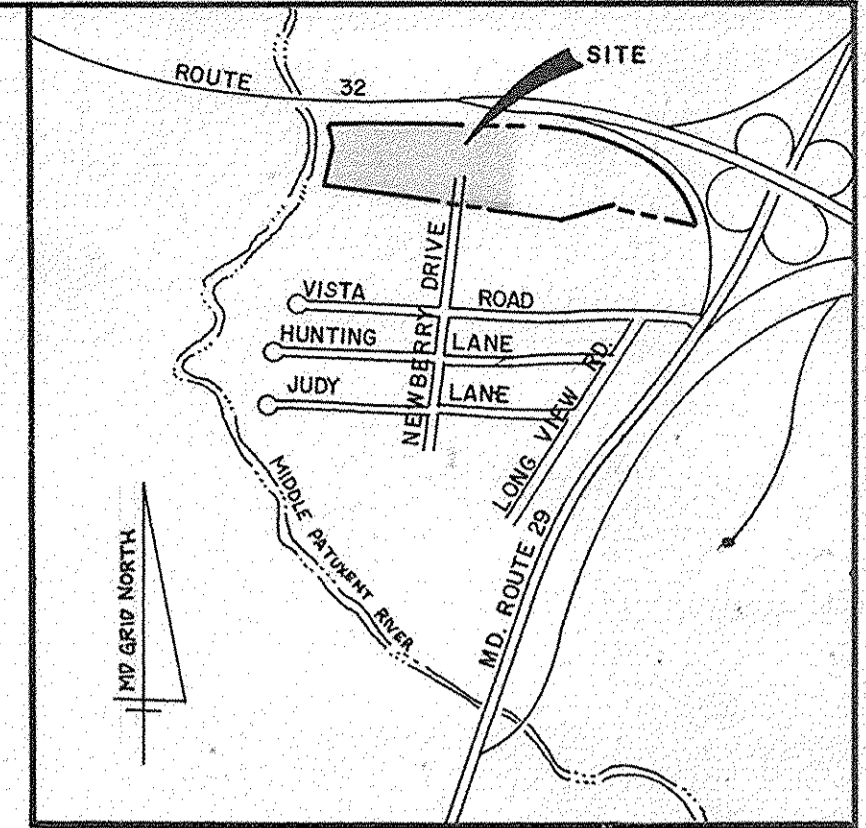 SITE
ROUTE 32
NEWBERRY DRIVE
VISTA ROAD
HUNTING LANE
JUDY LANE
LONG VIEW RD.
MD. ROUTE 29
MIDDLE PATUXENT RIVER
MD GRID NORTH